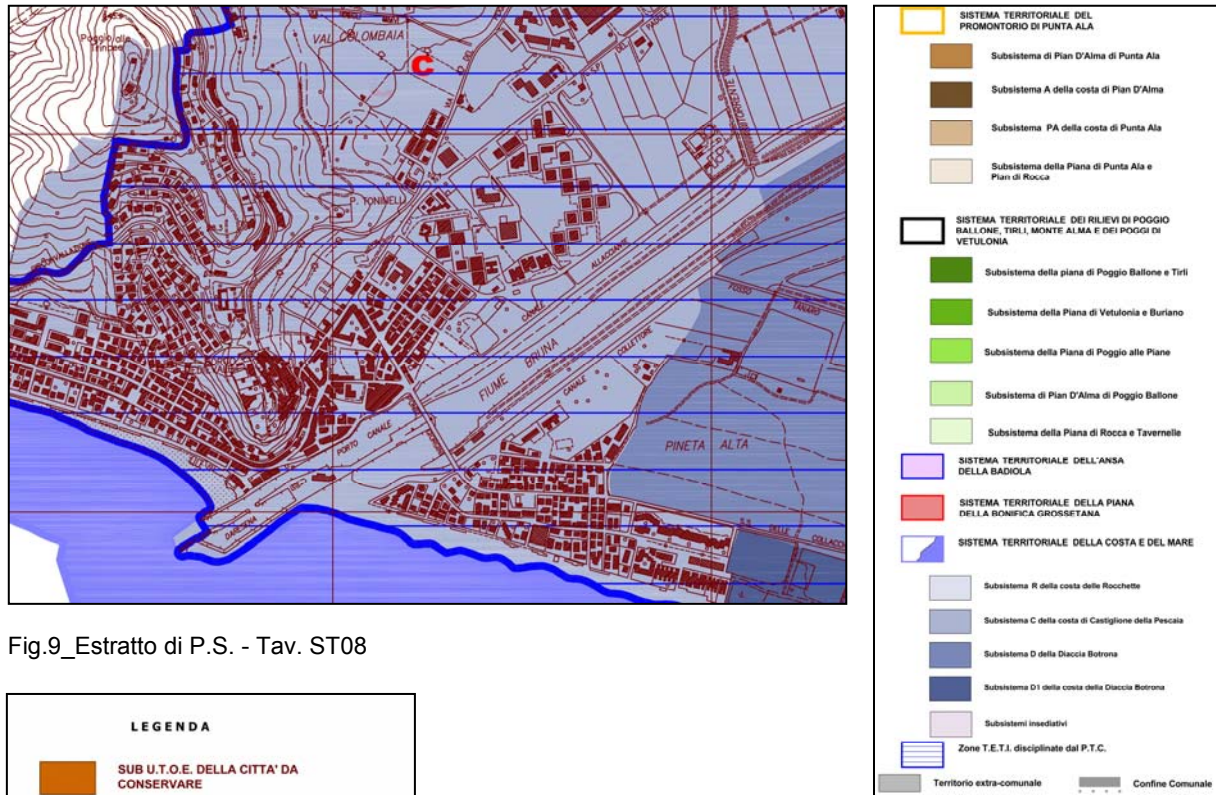 Poggio alle
Trincee
VAL COLOMBAIA
C
P. TONINELLI
CANALE
ALLACCIANTE
FIUME BRUNA
CANALE
COLLETTORE
PORTO CANALE
DARSENA
FOSSO
TANARO
PINETA ALTA
S.S.
DELLE
COLLACCHIE
Fig.9_Estratto di P.S. - Tav. ST08
LEGENDA
SUB U.T.O.E. DELLA CITTA' DA
CONSERVARE
SISTEMA TERRITORIALE DEL
PROMONTORIO DI PUNTA ALA
Subsistema di Pian D'Alma di Punta Ala
Subsistema A della costa di Pian D'Alma
Subsistema PA della costa di Punta Ala
Subsistema della Piana di Punta Ala e
Pian di Rocca
SISTEMA TERRITORIALE DEI RILIEVI DI POGGIO
BALLONE, TIRLI, MONTE ALMA E DEI POGGI DI
VETULONIA
Subsistema della piana di Poggio Ballone e Tirli
Subsistema della Piana di Vetulonia e Buriano
Subsistema della Piana di Poggio alle Piane
Subsistema di Pian D'Alma di Poggio Ballone
Subsistema della Piana di Rocca e Tavernelle
SISTEMA TERRITORIALE DELL'ANSA
DELLA BADIOLA
SISTEMA TERRITORIALE DELLA PIANA
DELLA BONIFICA GROSSETANA
SISTEMA TERRITORIALE DELLA COSTA E DEL MARE
Subsistema R della costa delle Rocchette
Subsistema C della costa di Castiglione della Pescaia
Subsistema D della Diaccia Botrona
Subsistema D1 della costa della Diaccia Botrona
Subsistemi insediativi
Zone T.E.T.I. disciplinate dal P.T.C.
Territorio extra-comunale
Confine Comunale